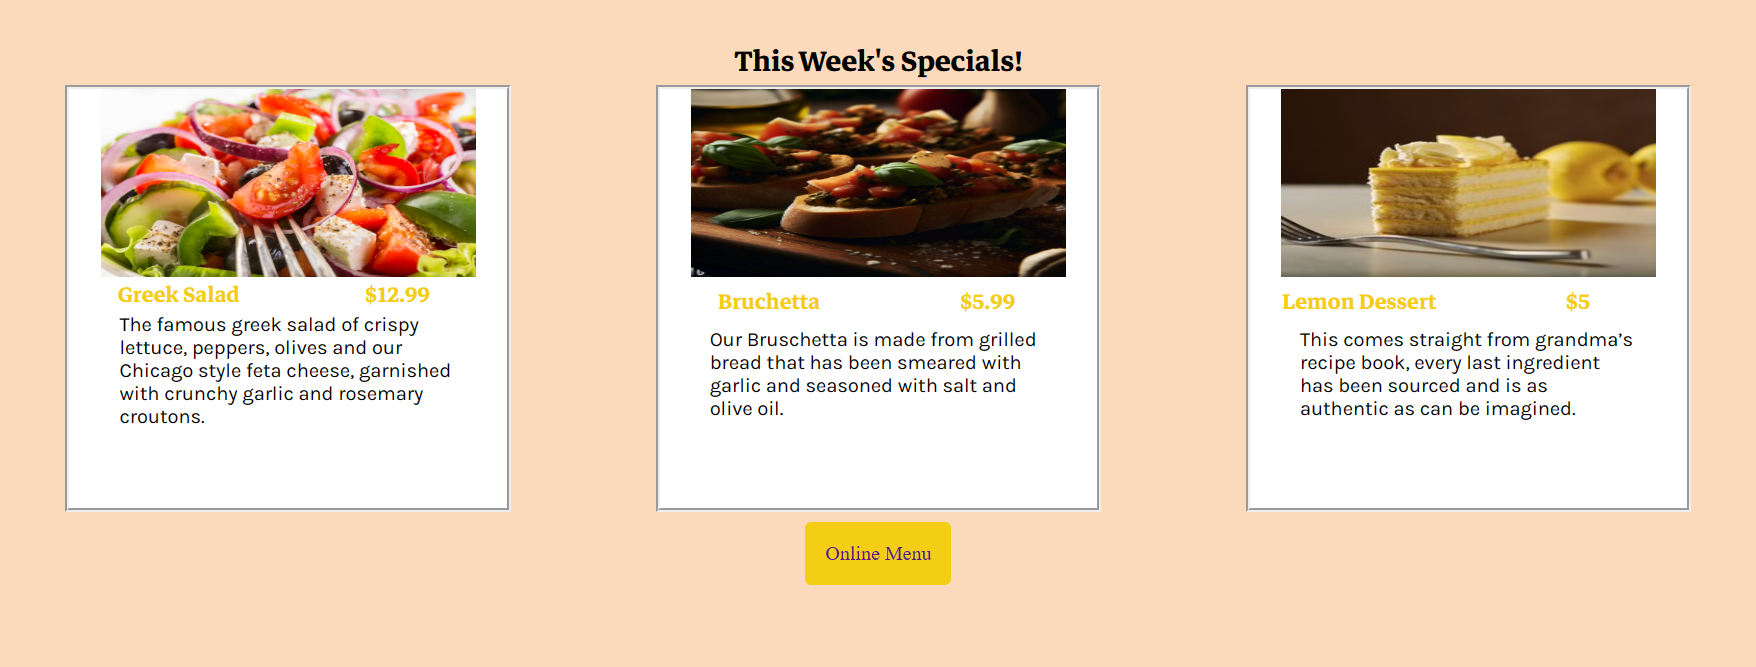 This Week's Specials!
Greek Salad $12.99
The famous greek salad of crispy
lettuce, peppers, olives and our
Chicago style feta cheese, garnished
with crunchy garlic and rosemary
croutons.
Bruchetta $5.99
Our Bruschetta is made from grilled
bread that has been smeared with
garlic and seasoned with salt and
olive oil.
Lemon Dessert $5
This comes straight from grandma’s
recipe book, every last ingredient
has been sourced and is as
authentic as can be imagined.
Online Menu